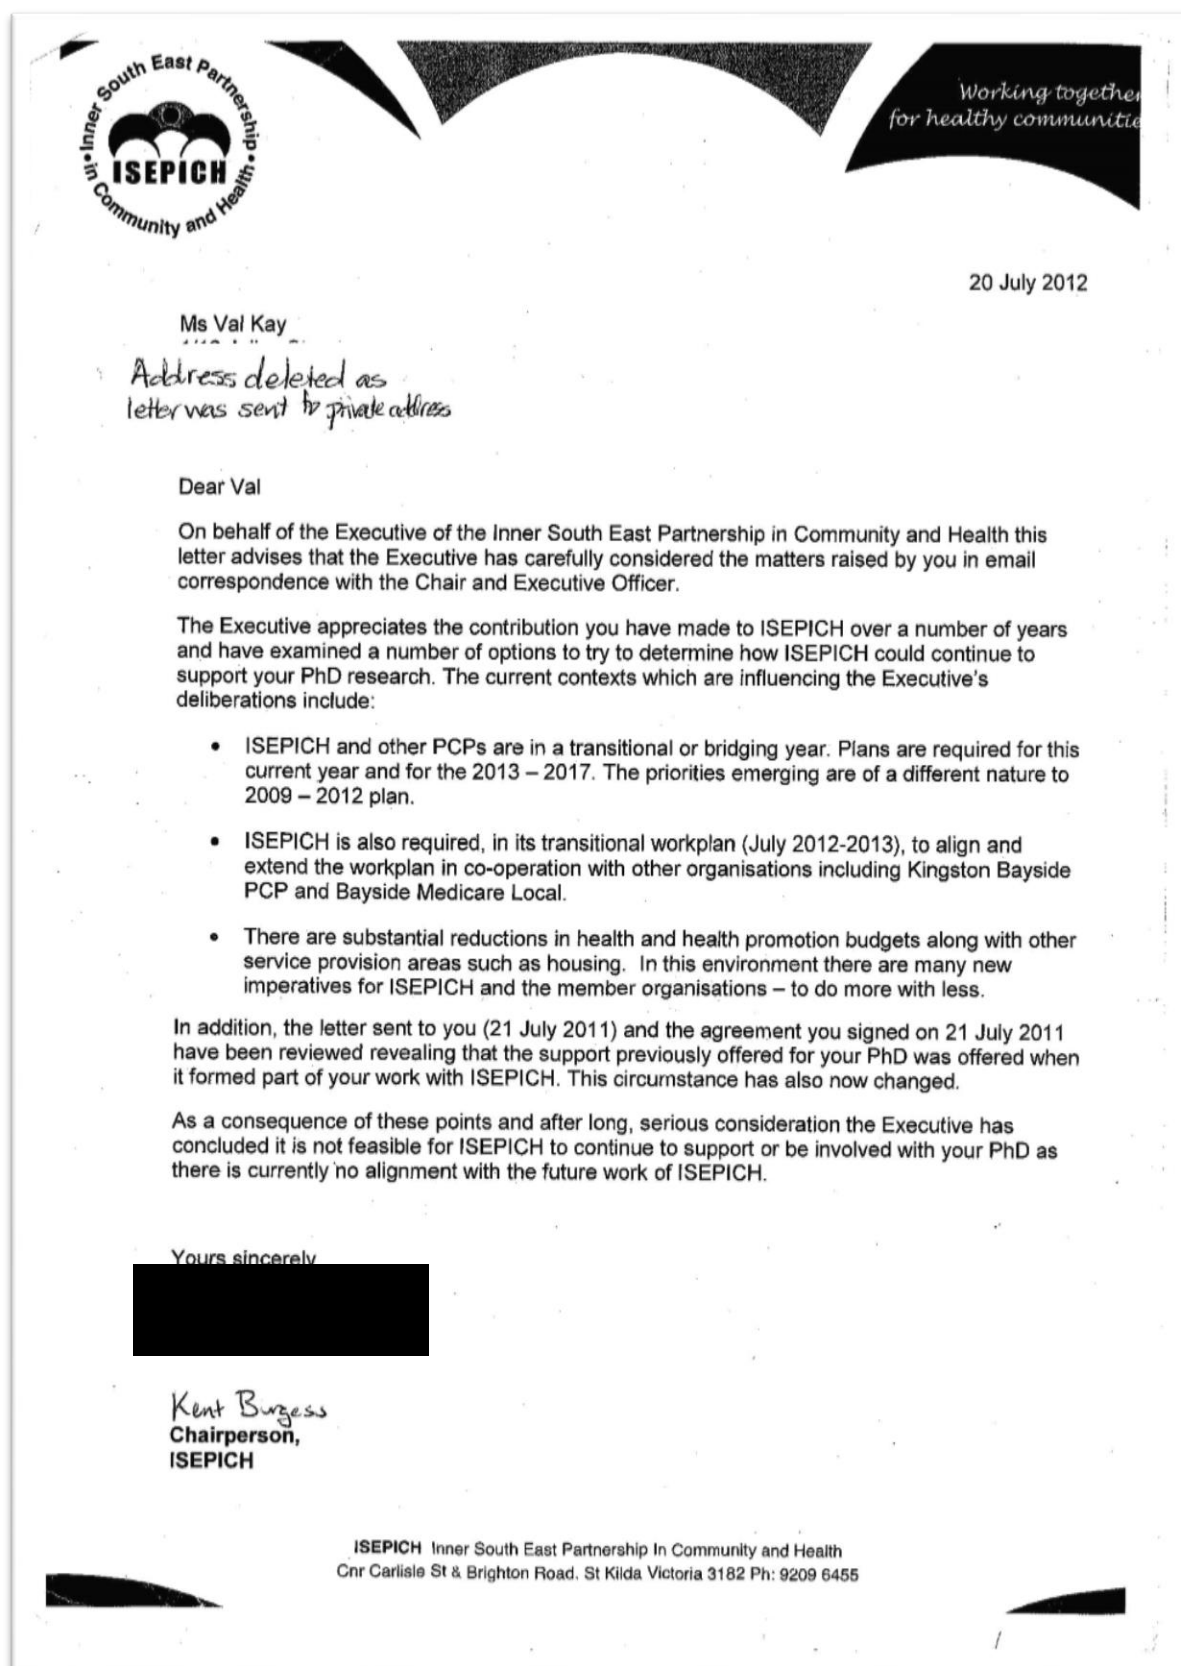 Inner South East Partnership
in Community and Health
ISEPICH
Working together
for healthy communitie
20 July 2012
Ms Val Kay
Address deleted as
letter was sent to private address
Dear Val
On behalf of the Executive of the Inner South East Partnership in Community and Health this
letter advises that the Executive has carefully considered the matters raised by you in email
correspondence with the Chair and Executive Officer.
The Executive appreciates the contribution you have made to ISEPICH over a number of years
and have examined a number of options to try to determine how ISEPICH could continue to
support your PhD research. The current contexts which are influencing the Executive's
deliberations include:
• ISEPICH and other PCPs are in a transitional or bridging year. Plans are required for this
current year and for the 2013 – 2017. The priorities emerging are of a different nature to
2009 – 2012 plan.
• ISEPICH is also required, in its transitional workplan (July 2012-2013), to align and
extend the workplan in co-operation with other organisations including Kingston Bayside
PCP and Bayside Medicare Local.
• There are substantial reductions in health and health promotion budgets along with other
service provision areas such as housing. In this environment there are many new
imperatives for ISEPICH and the member organisations – to do more with less.
In addition, the letter sent to you (21 July 2011) and the agreement you signed on 21 July 2011
have been reviewed revealing that the support previously offered for your PhD was offered when
it formed part of your work with ISEPICH. This circumstance has also now changed.
As a consequence of these points and after long, serious consideration the Executive has
concluded it is not feasible for ISEPICH to continue to support or be involved with your PhD as
there is currently no alignment with the future work of ISEPICH.
Yours sincerely
Kent Burgess
Chairperson,
ISEPICH
ISEPICH Inner South East Partnership In Community and Health
Cnr Carlisle St & Brighton Road, St Kilda Victoria 3182 Ph: 9209 6455